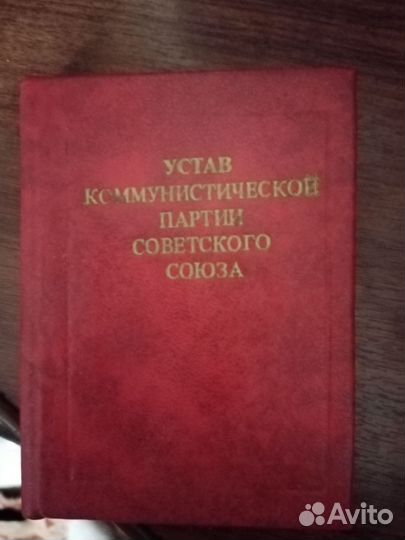 УСТАВ
КОММУНИСТИЧЕСКОЙ
ПАРТИИ
СОВЕТСКОГО
СОЮЗА
Avito